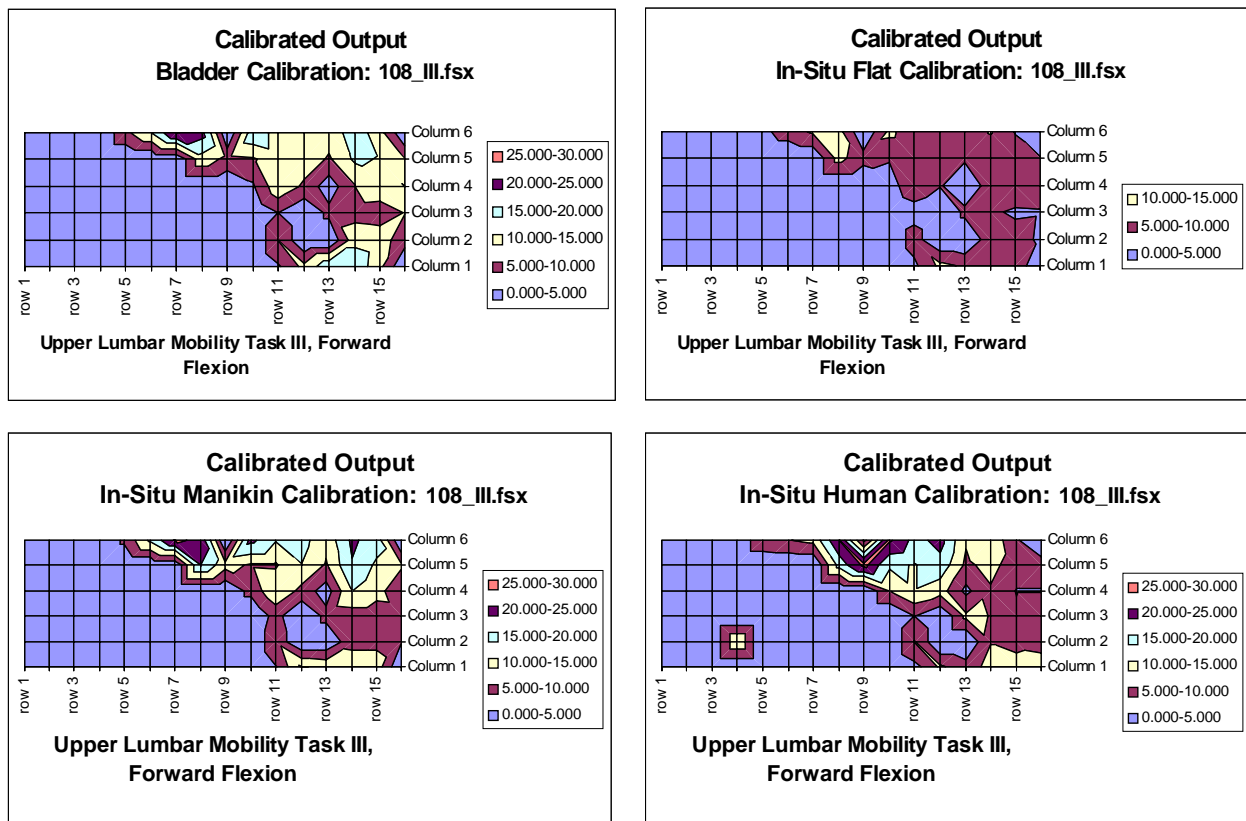 Calibrated Output
Bladder Calibration: 108_III.fsx
Column 6
Column 5
Column 4
Column 3
Column 2
Column 1
25.000-30.000
20.000-25.000
15.000-20.000
10.000-15.000
5.000-10.000
0.000-5.000
row 1
row 3
row 5
row 7
row 9
row 11
row 13
row 15
Upper Lumbar Mobility Task III, Forward
Flexion
Calibrated Output
In-Situ Flat Calibration: 108_III.fsx
Column 6
Column 5
Column 4
Column 3
Column 2
Column 1
10.000-15.000
5.000-10.000
0.000-5.000
row 1
row 3
row 5
row 7
row 9
row 11
row 13
row 15
Upper Lumbar Mobility Task III, Forward
Flexion
Calibrated Output
In-Situ Manikin Calibration: 108_III.fsx
Column 6
Column 5
Column 4
Column 3
Column 2
Column 1
25.000-30.000
20.000-25.000
15.000-20.000
10.000-15.000
5.000-10.000
0.000-5.000
row 1
row 3
row 5
row 7
row 9
row 11
row 13
row 15
Upper Lumbar Mobility Task III,
Forward Flexion
Calibrated Output
In-Situ Human Calibration: 108_III.fsx
Column 6
Column 5
Column 4
Column 3
Column 2
Column 1
25.000-30.000
20.000-25.000
15.000-20.000
10.000-15.000
5.000-10.000
0.000-5.000
row 1
row 3
row 5
row 7
row 9
row 11
row 13
row 15
Upper Lumbar Mobility Task III,
Forward Flexion